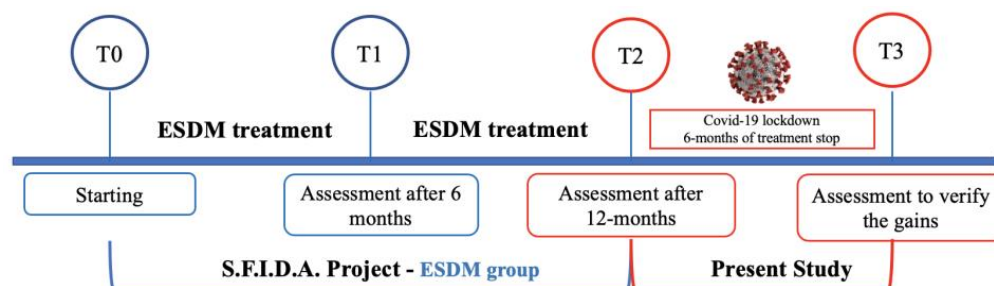 T0
T1
T2
T3
ESDM treatment
ESDM treatment
Covid-19 lockdown
6-months of treatment stop
Starting
Assessment after 6
months
Assessment after
12-months
Assessment to verify
the gains
S.F.I.D.A. Project - ESDM group
Present Study